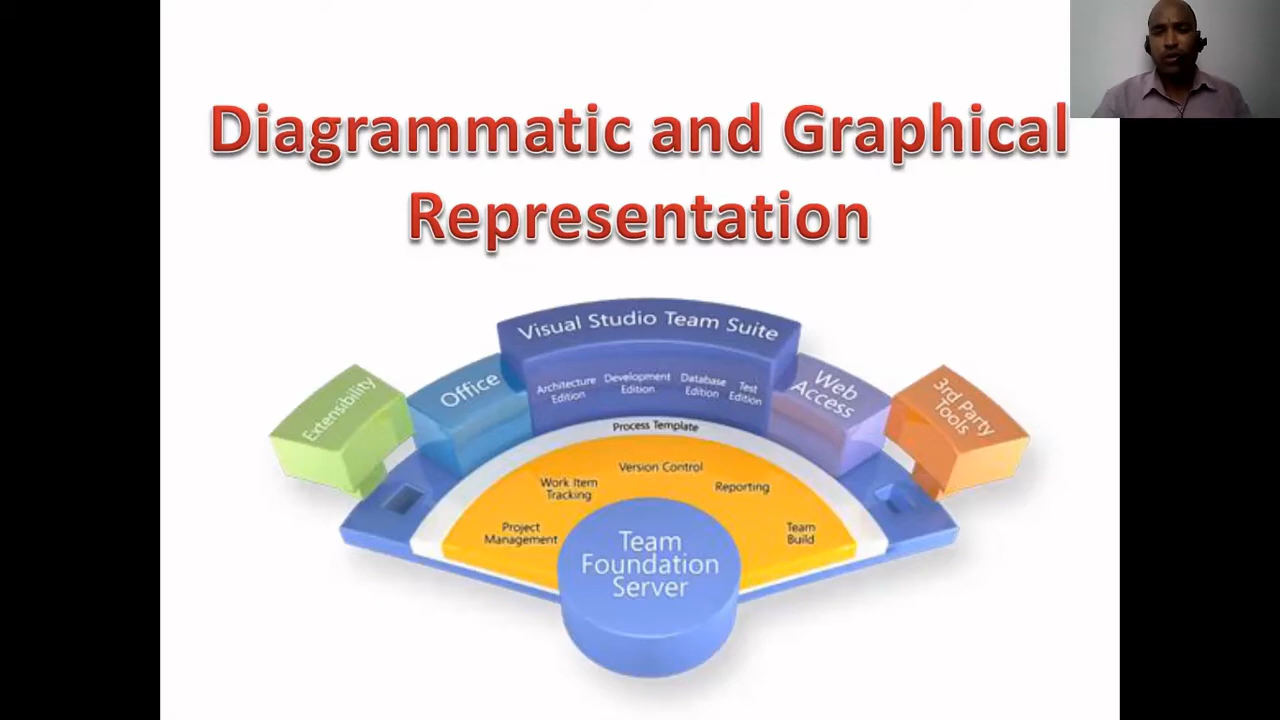 Diagrammatic and Graphical
Representation
Visual Studio Team Suite
Extensibility
Office
Architecture
Edition
Development
Edition
Database
Edition
Test
Edition
Web
Access
3rd Party
Tools
Process Template
Version Control
Work Item
Tracking
Reporting
Project
Management
Team
Build
Team
Foundation
Server